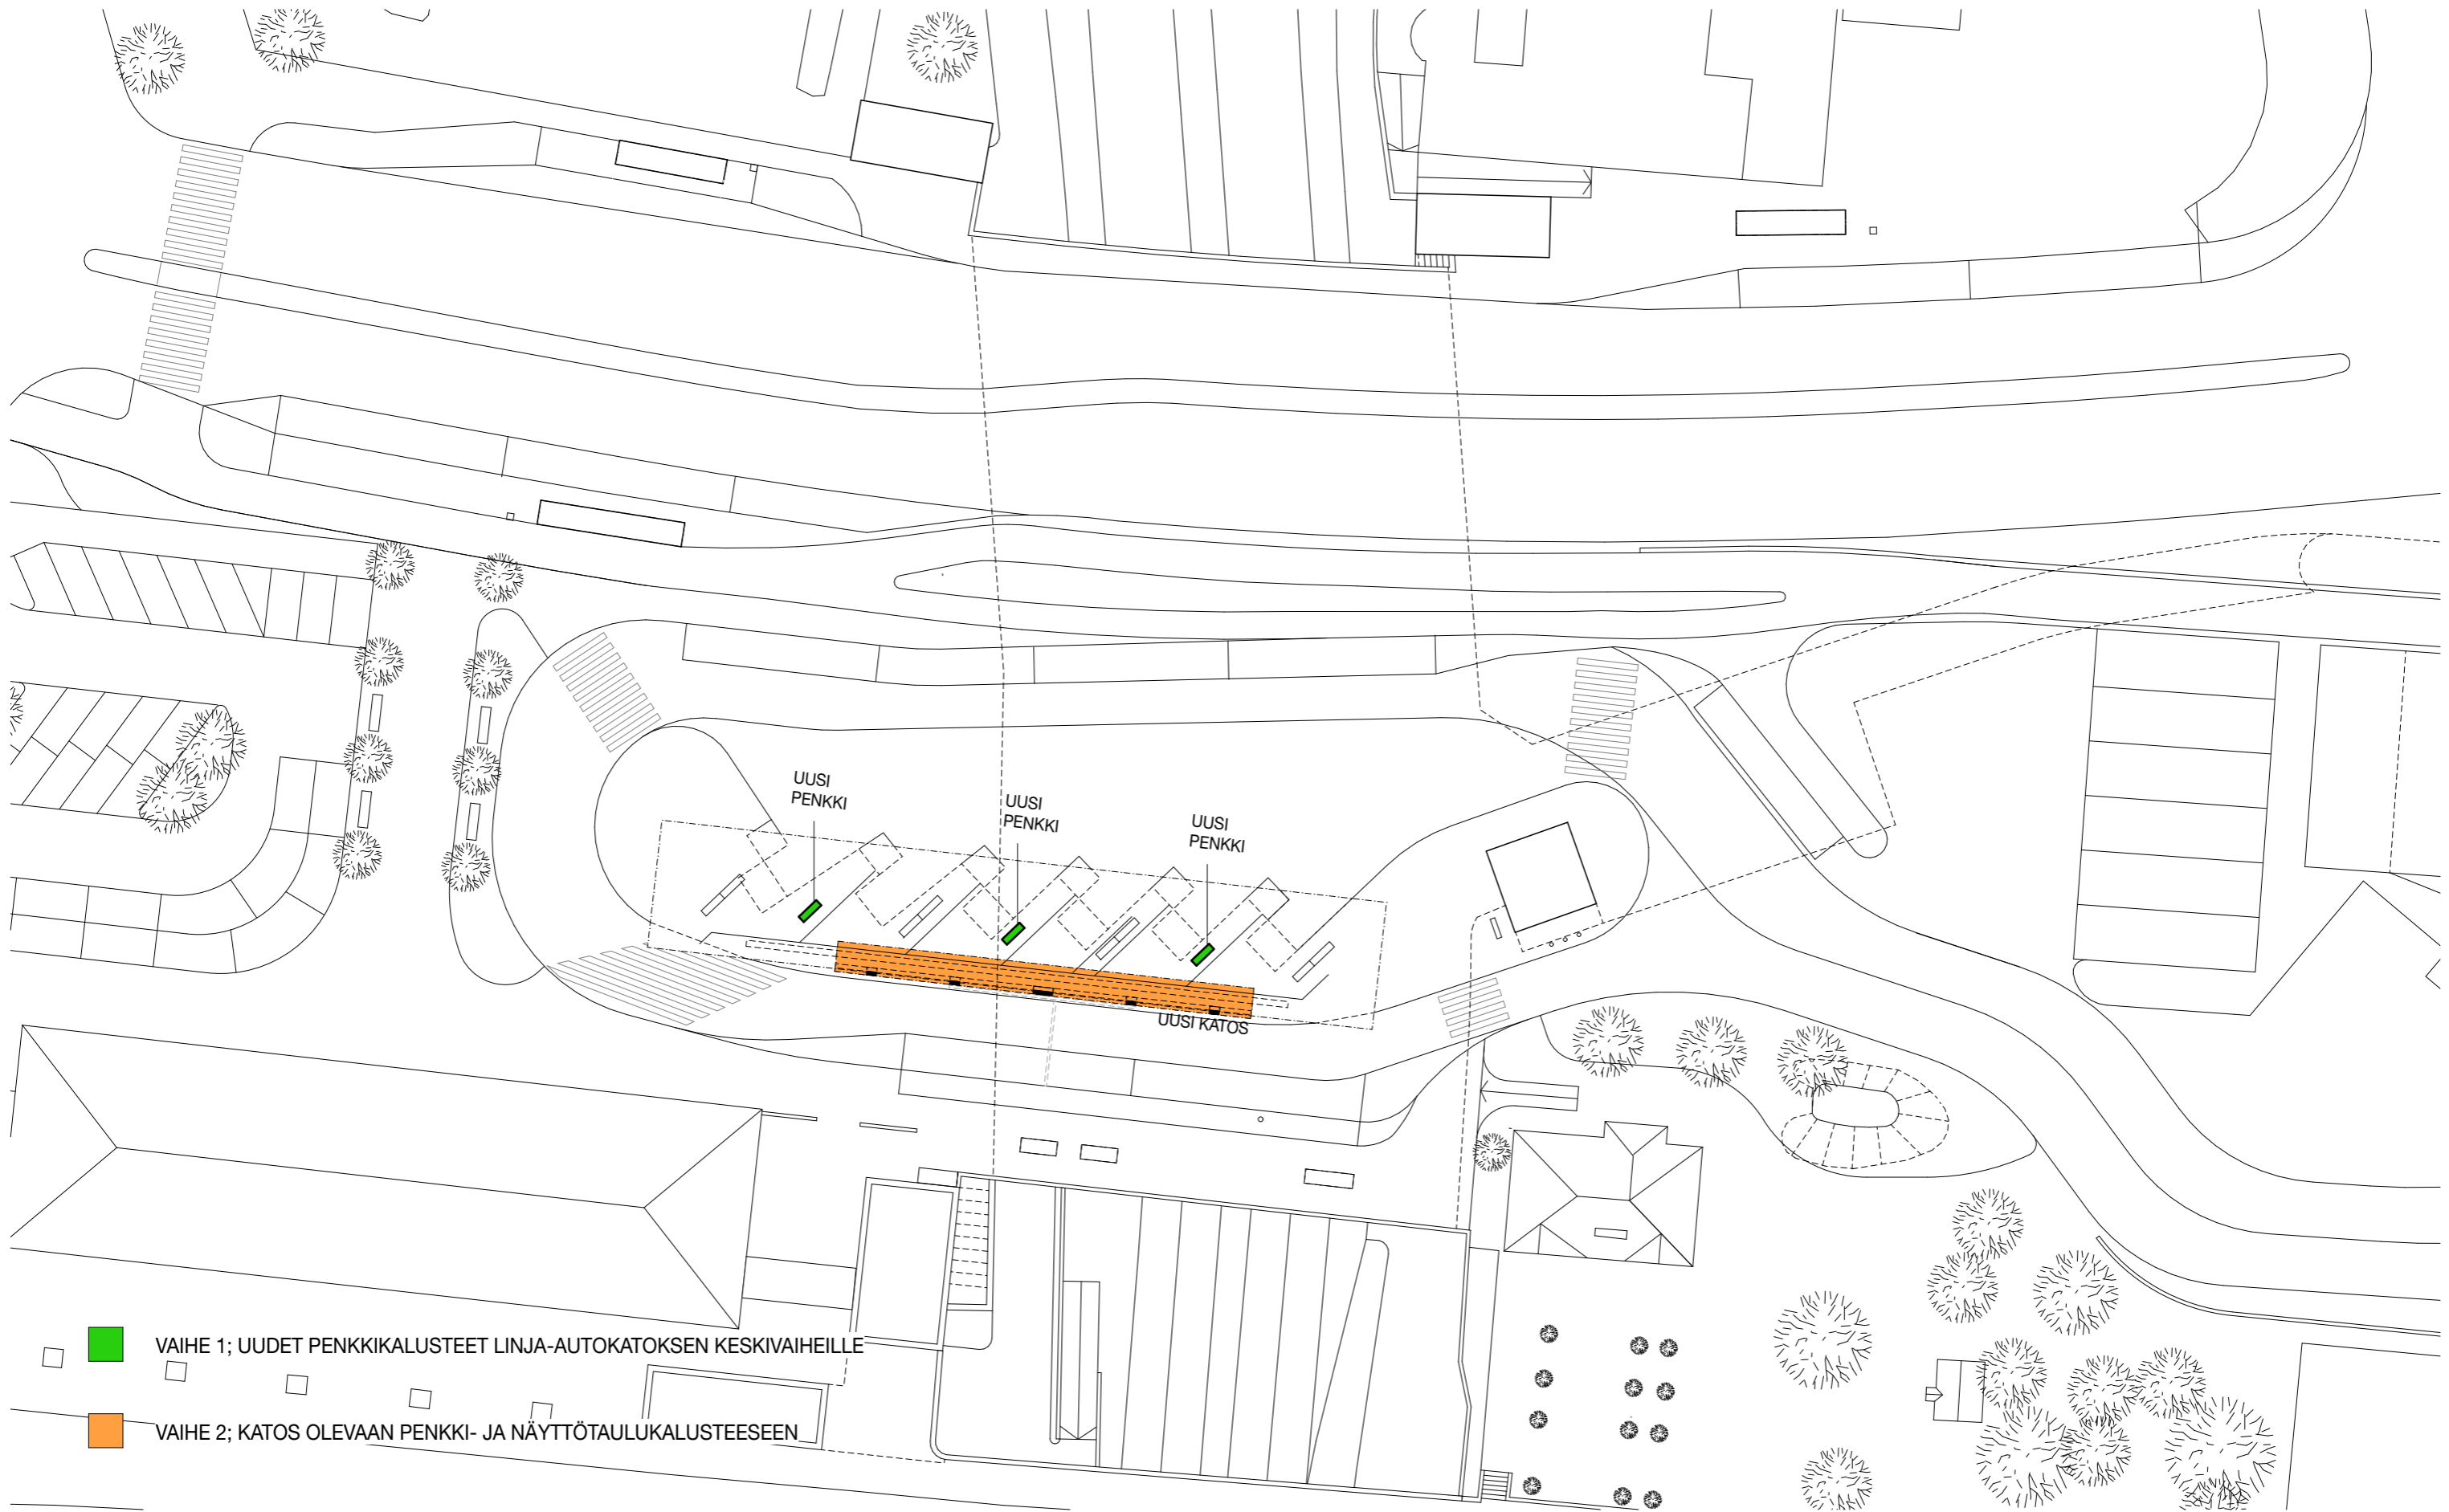 UUSI
PENKKI
UUSI
PENKKI
UUSI
PENKKI
UUSI KATOS
VAIHE 1; UUDET PENKKIKALUSTEET LINJA-AUTOKATOKSEN KESKIVAIHEILLE
VAIHE 2; KATOS OLEVAAN PENKKI- JA NÄYTTÖTAULUKALUSTEESEEN